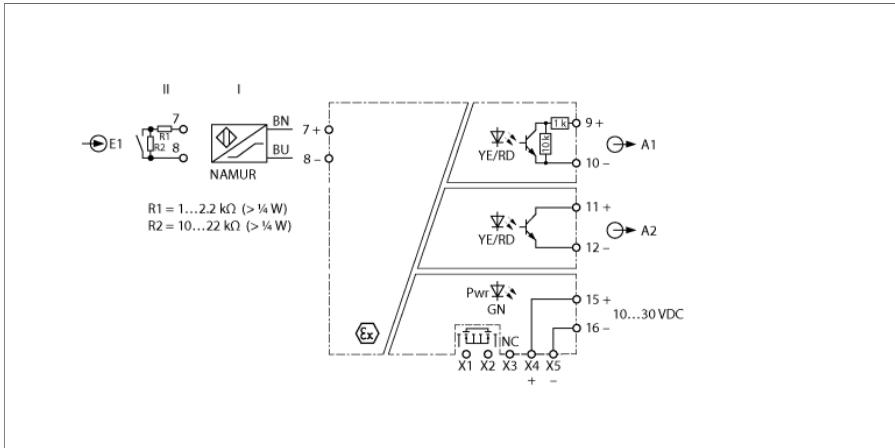 II
I
E1
7
8
R1
R2
BN
BU
NAMUR
7 +
8 –
R1 = 1…2.2 kΩ (> ¼ W)
R2 = 10…22 kΩ (> ¼ W)
YE/RD
1 k
10 k
9 +
10 –
A1
YE/RD
11 +
12 –
A2
Pwr
GN
15 +
16 –
10…30 VDC
Ex
NC
X1 X2 X3 X4 X5
+ –